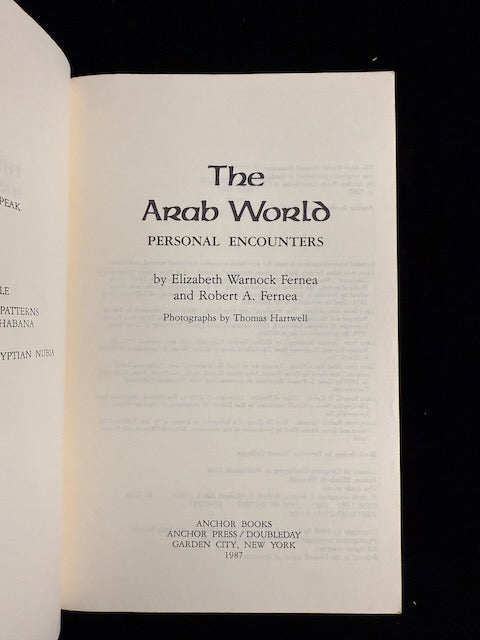 PEAK
LE
PATTERNS
HABANA
YPTIAN NUBIA
The
Arab World
PERSONAL ENCOUNTERS
by Elizabeth Warnock Fernea
and Robert A. Fernea
Photographs by Thomas Hartwell
ANCHOR BOOKS
ANCHOR PRESS/DOUBLEDAY
GARDEN CITY, NEW YORK
1987